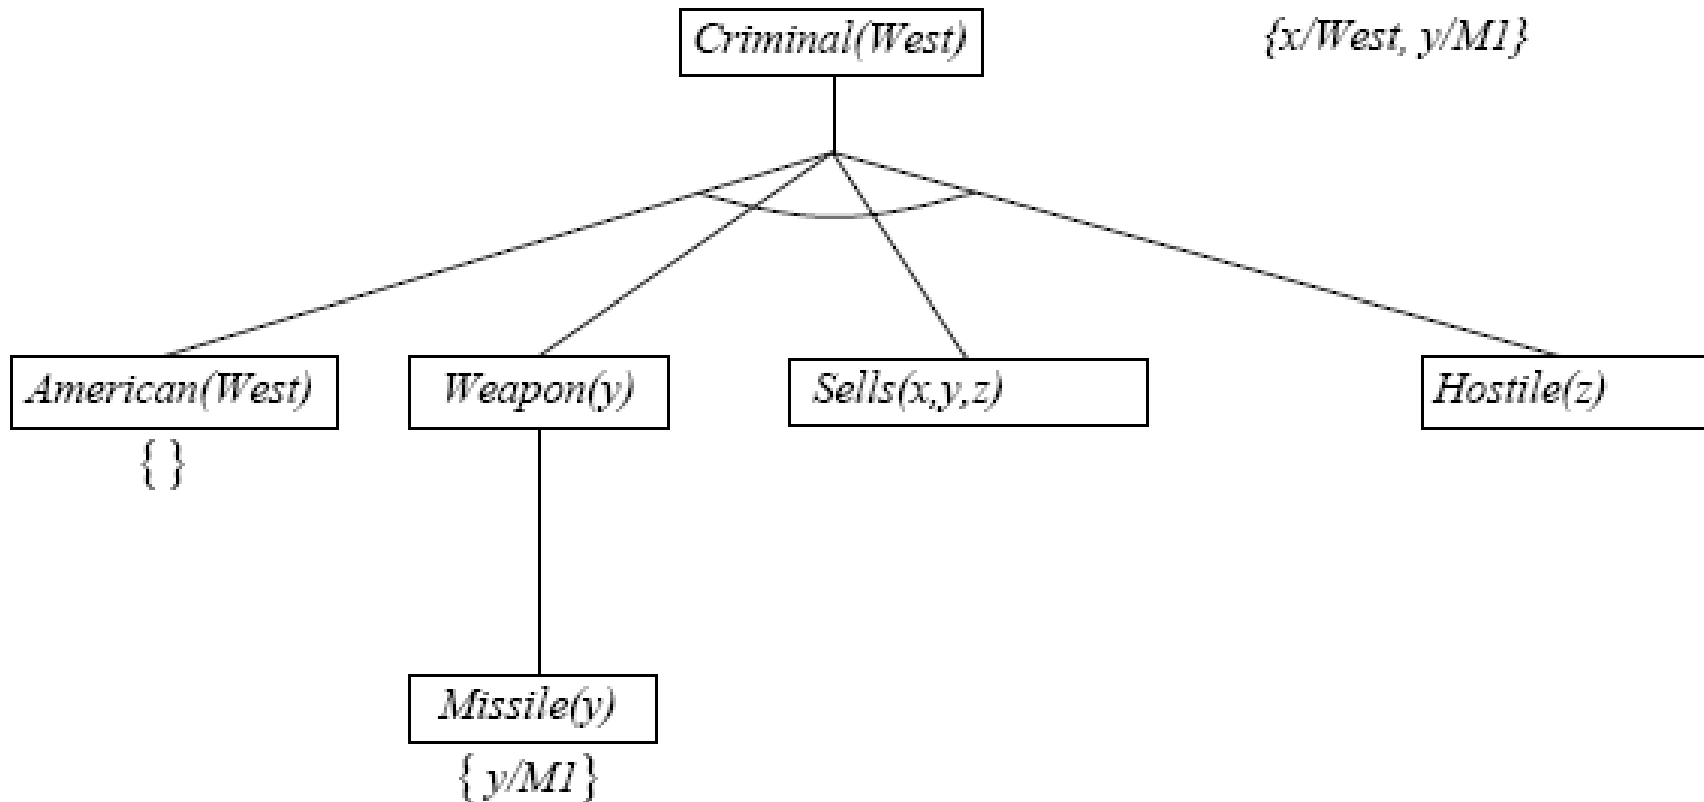 Criminal(West)
{x/West, y/M1}
American(West)
Weapon(y)
Sells(x,y,z)
Hostile(z)
{ }
Missile(y)
{ y/M1 }